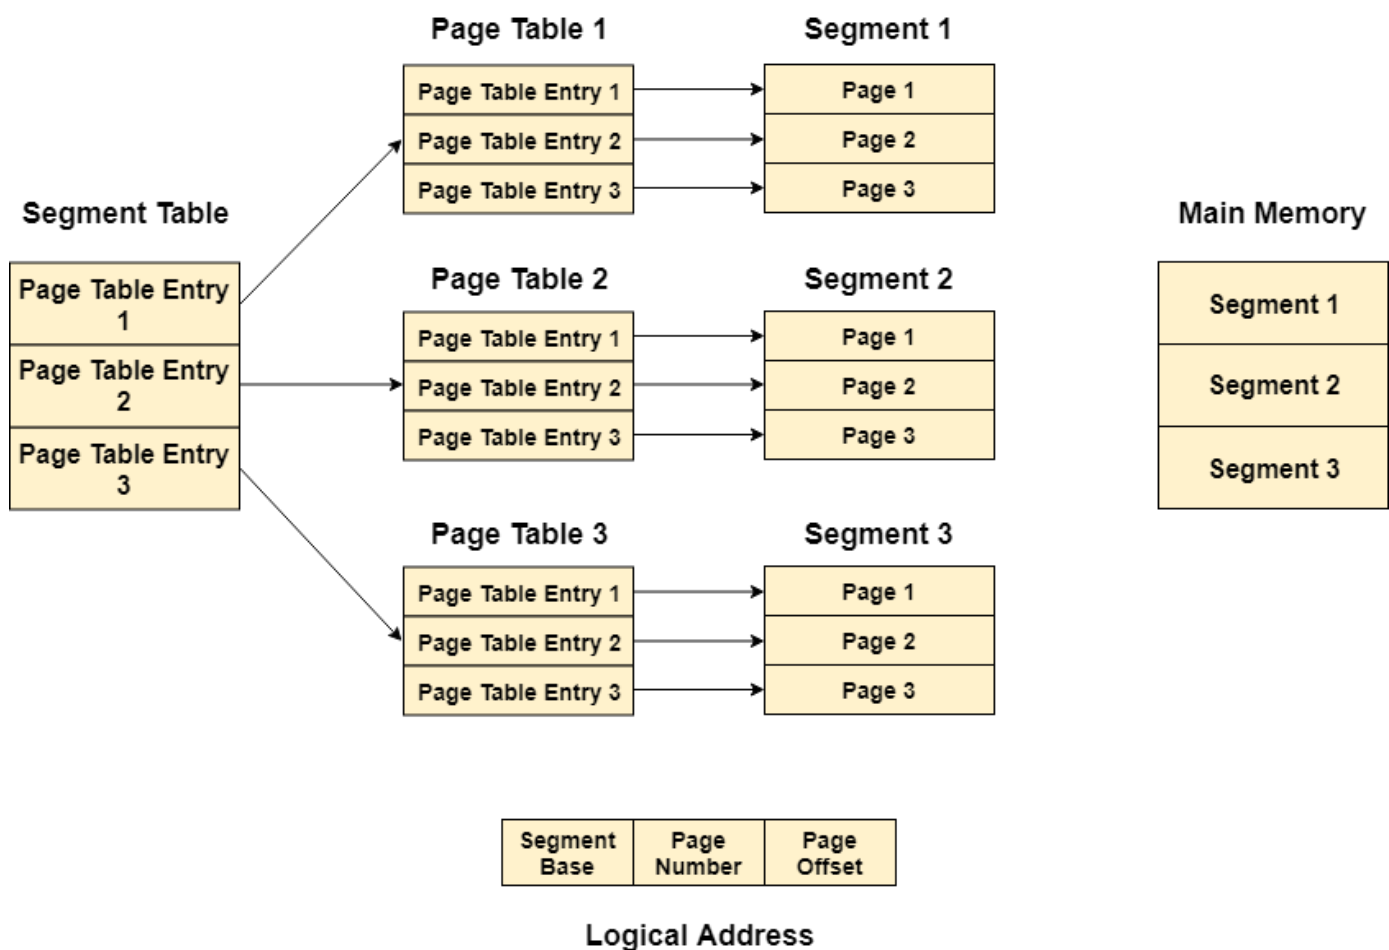 Page Table 1
Segment 1
Page Table Entry 1
Page 1
Page Table Entry 2
Page 2
Page Table Entry 3
Page 3
Segment Table
Page Table Entry
1
Page Table Entry
2
Page Table Entry
3
Page Table 2
Segment 2
Page Table Entry 1
Page 1
Page Table Entry 2
Page 2
Page Table Entry 3
Page 3
Main Memory
Segment 1
Segment 2
Segment 3
Page Table 3
Segment 3
Page Table Entry 1
Page 1
Page Table Entry 2
Page 2
Page Table Entry 3
Page 3
Segment
Base
Page
Number
Page
Offset
Logical Address